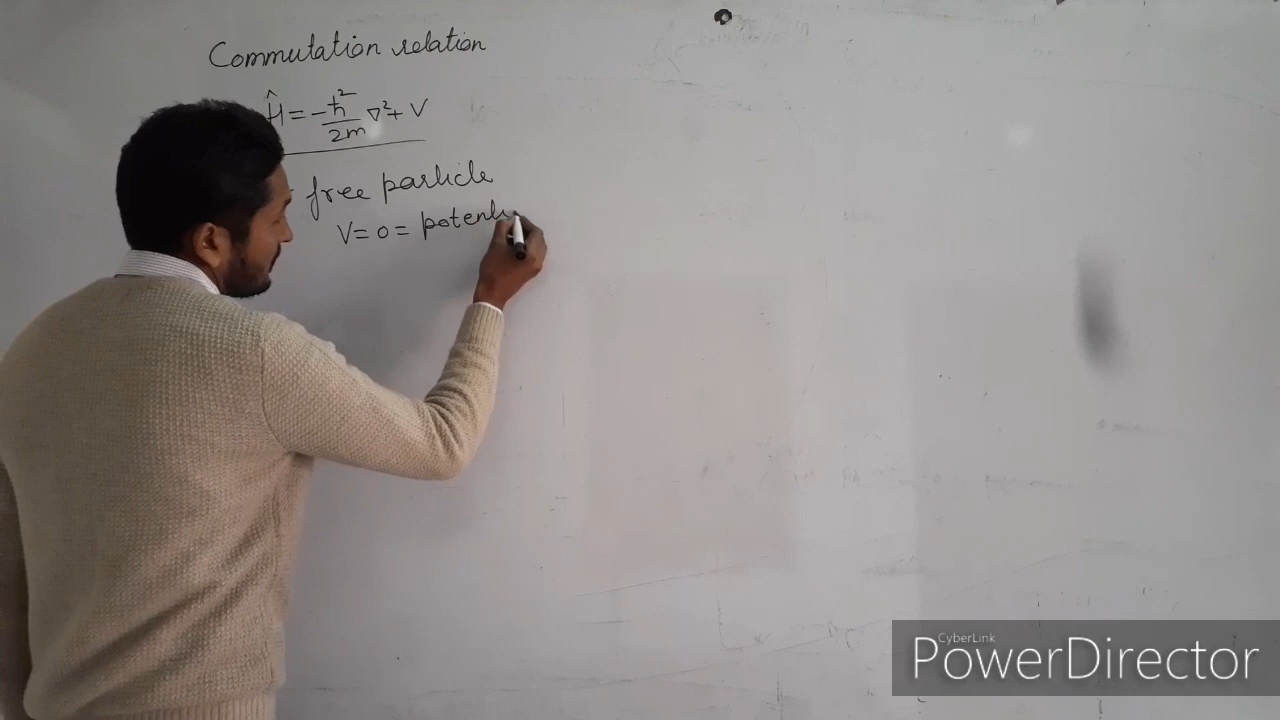 Commutation relation
Ĥ = -ħ²/2m ∇² + V
free particle
V = 0 = potenti
CyberLink
PowerDirector